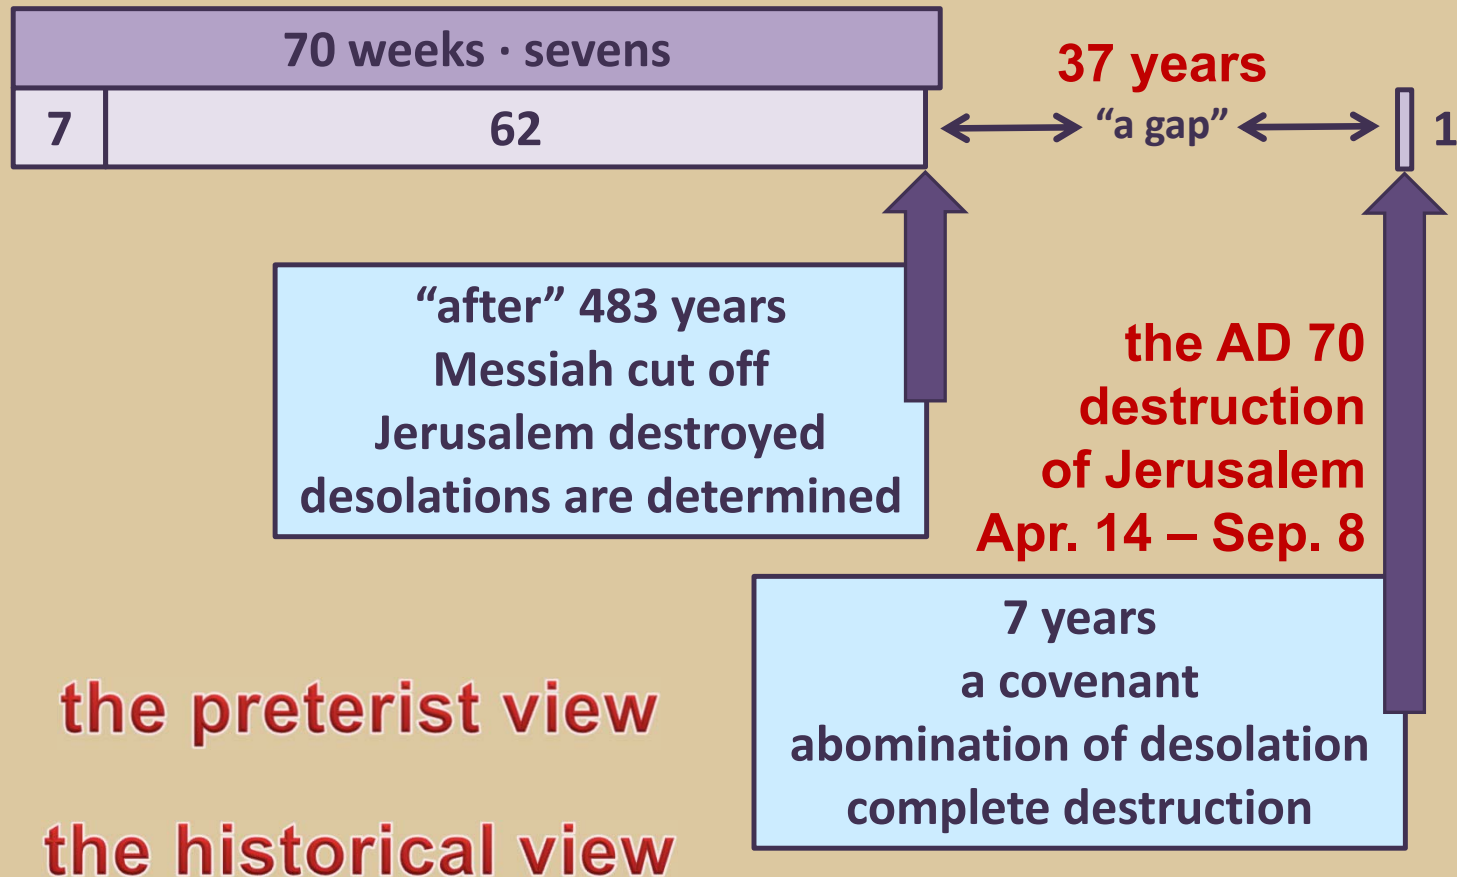 70 weeks · sevens
7
62
37 years
“a gap”
1
“after” 483 years
Messiah cut off
Jerusalem destroyed
desolations are determined
the AD 70
destruction
of Jerusalem
Apr. 14 – Sep. 8
7 years
a covenant
abomination of desolation
complete destruction
the preterist view
the historical view